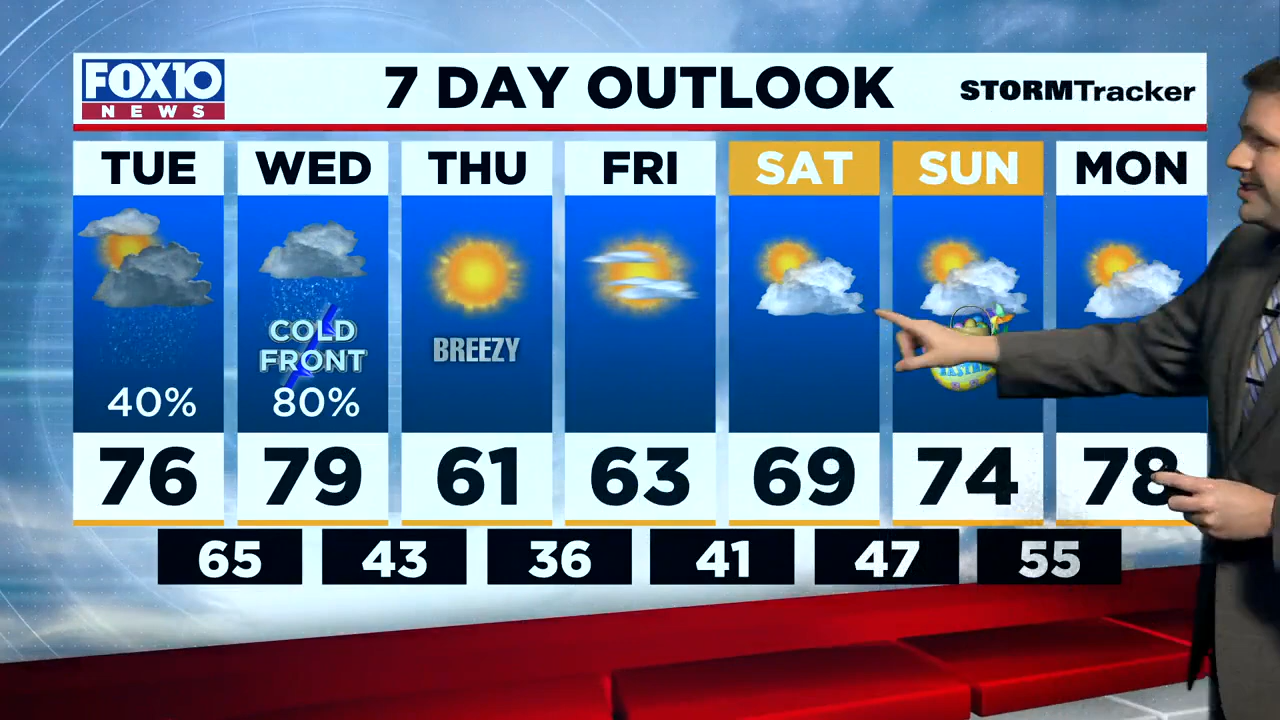 FOX10
NEWS
7 DAY OUTLOOK
STORMTracker
TUE WED THU FRI SAT SUN MON
COLD
FRONT
BREEZY
40% 80%
76 79 61 63 69 74 78
65 43 36 41 47 55